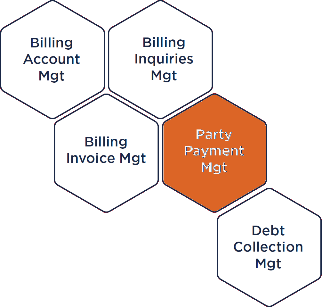 Billing
Account
Mgt
Billing
Inquiries
Mgt
Billing
Invoice Mgt
Party
Payment
Mgt
Debt
Collection
Mgt